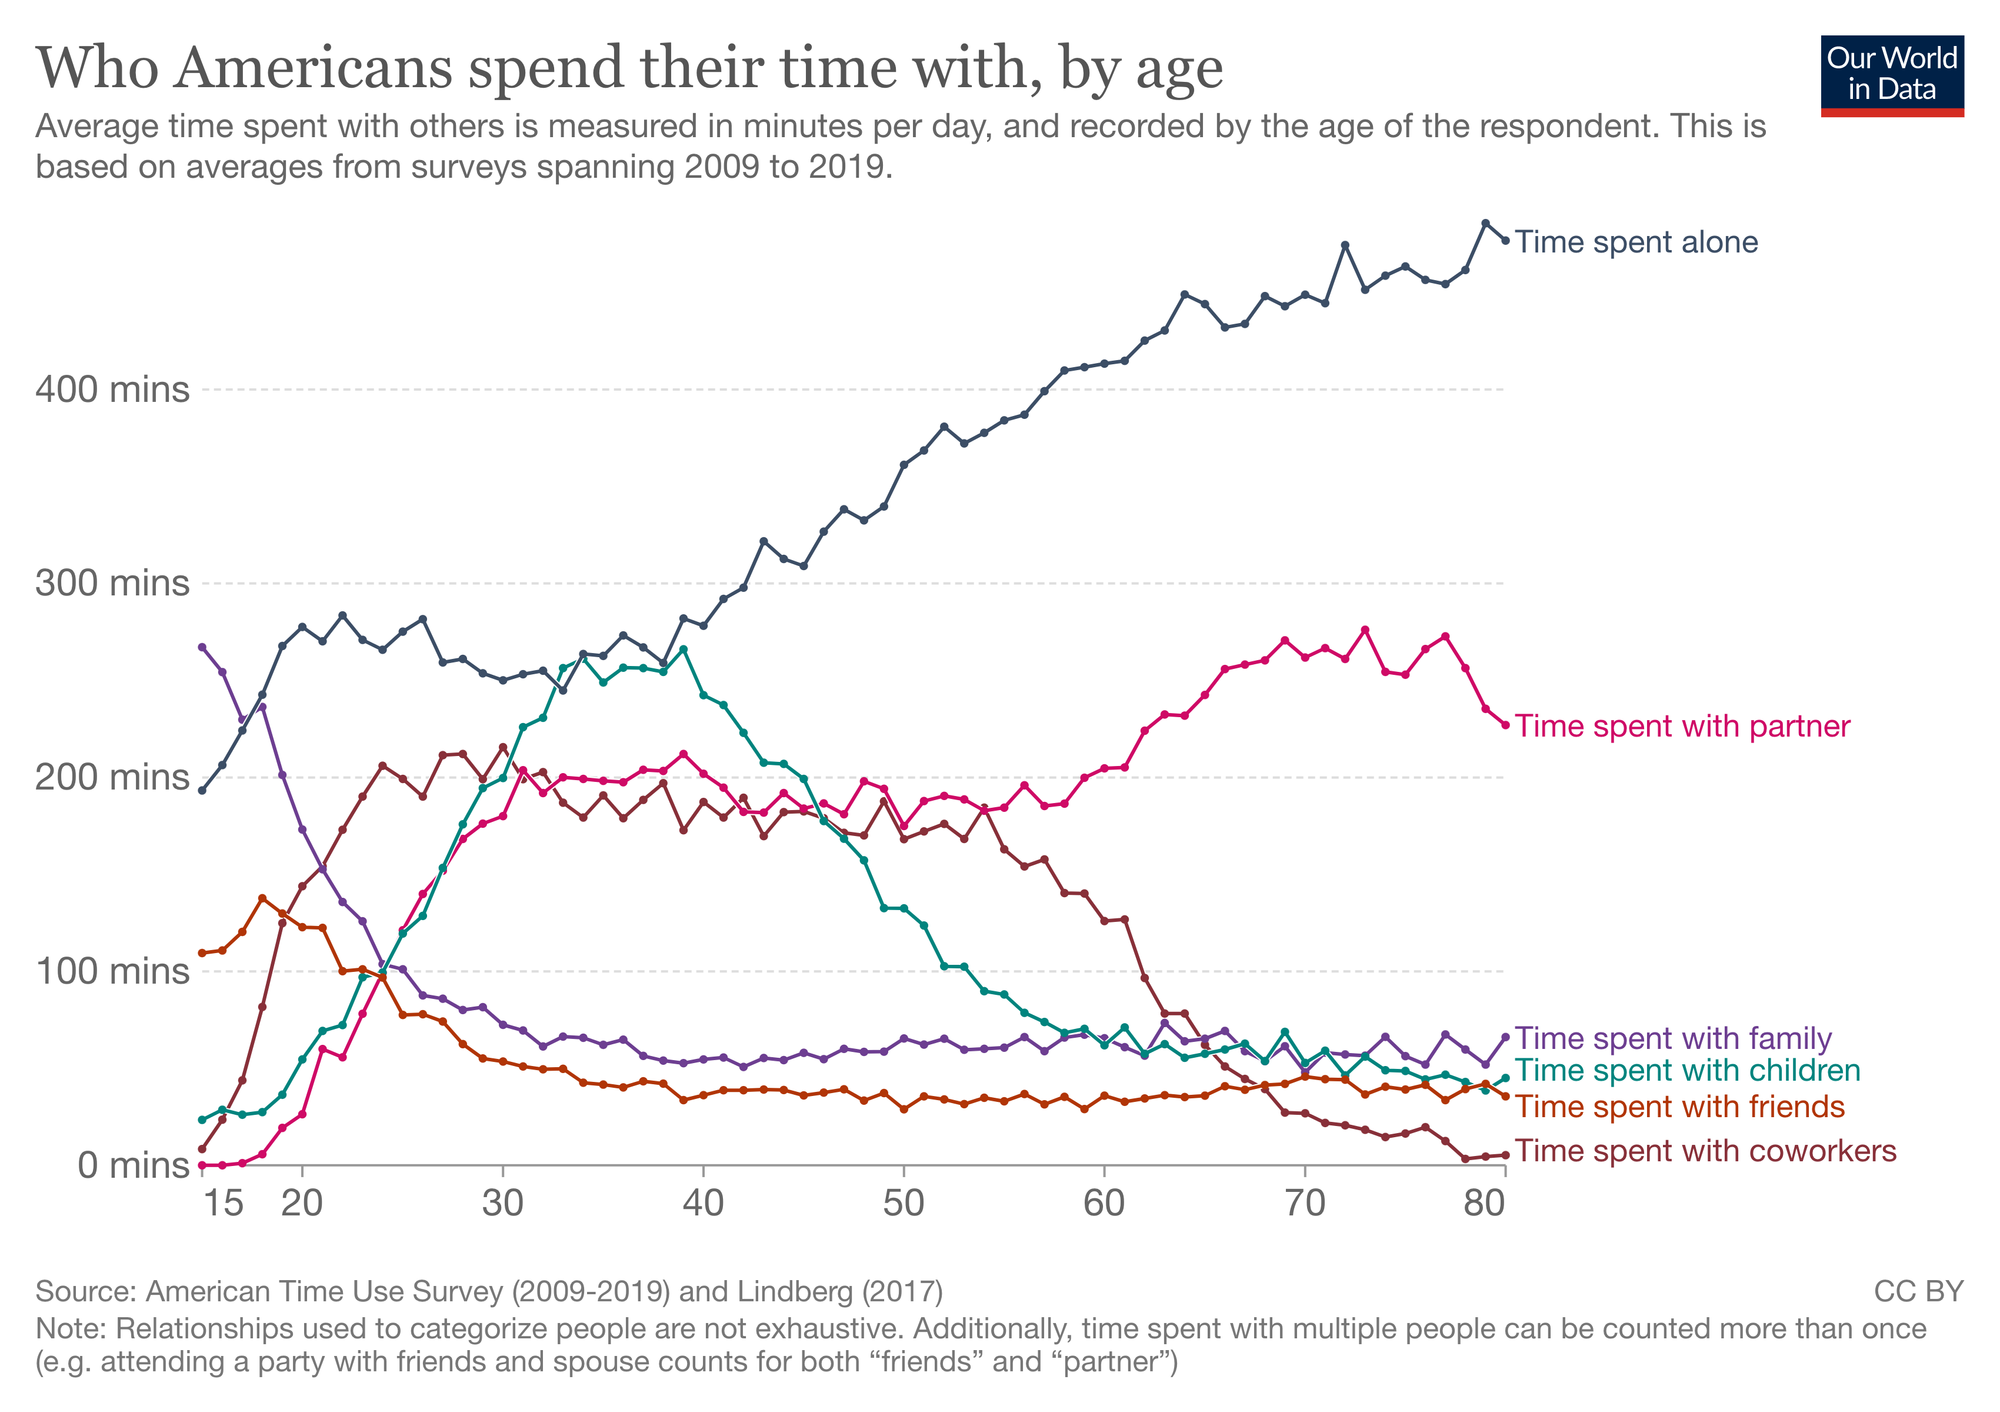 Who Americans spend their time with, by age
Our World
in Data
Average time spent with others is measured in minutes per day, and recorded by the age of the respondent. This is
based on averages from surveys spanning 2009 to 2019.
Time spent alone
400 mins
300 mins
Time spent with partner
200 mins
100 mins
Time spent with family
Time spent with children
Time spent with friends
Time spent with coworkers
0 mins
15 20 30 40 50 60 70 80
Source: American Time Use Survey (2009-2019) and Lindberg (2017)
CC BY
Note: Relationships used to categorize people are not exhaustive. Additionally, time spent with multiple people can be counted more than once
(e.g. attending a party with friends and spouse counts for both “friends” and “partner”)